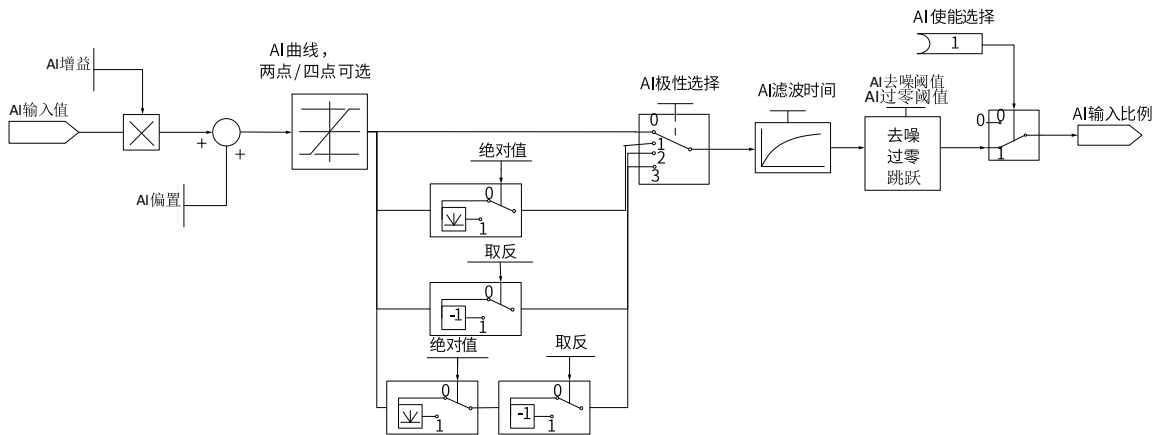 AI使能选择
1
AI曲线，
两点/四点可选
AI增益
AI输入值
+
+
AI偏置
AI极性选择
0
1
2
3
AI滤波时间
AI去噪阈值
AI过零阈值
去噪
过零
跳跃
0
0
1
AI输入比例
绝对值
0
1
取反
0
-1
1
绝对值
0
1
取反
0
-1
1